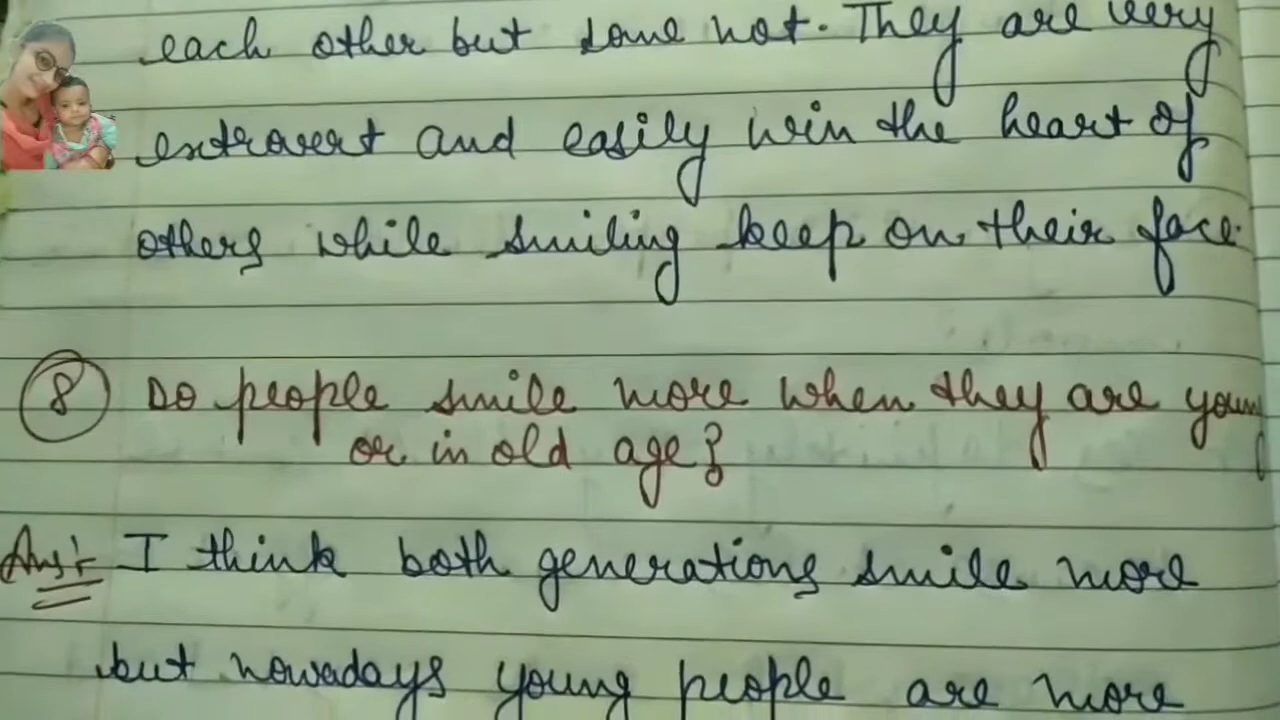 each other but some not. They are very
extrovert and easily win the heart of
others while smiling keep on their face.
8 Do people smile more when they are young
or in old age?
Ans:- I think both generations smile more
but nowadays young people are more